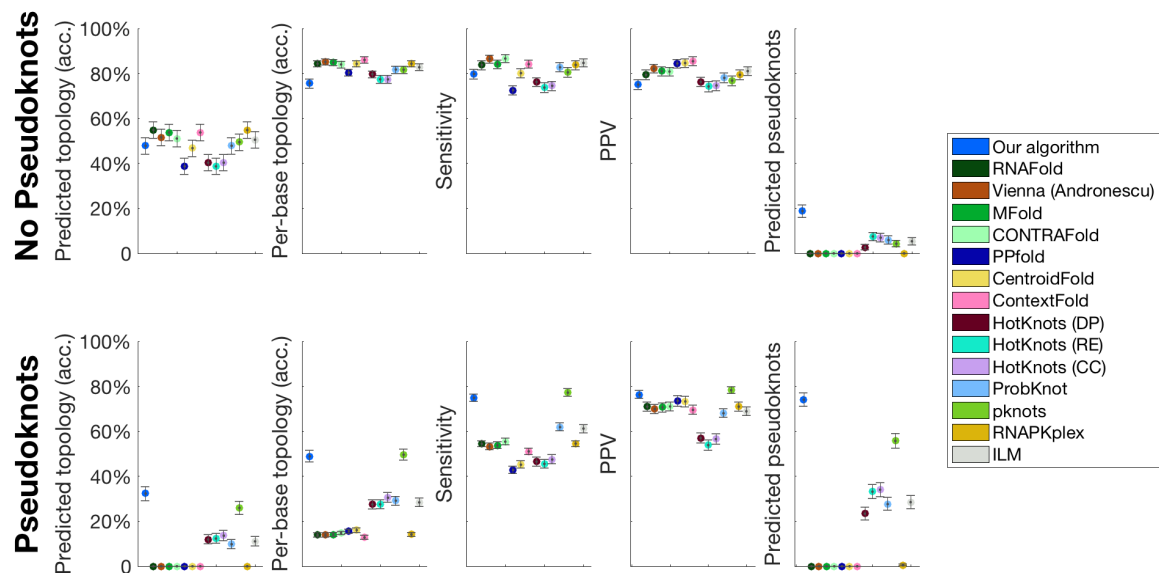 No Pseudoknots
Predicted topology (acc.)
100%
80%
60%
40%
20%
0
Per-base topology (acc.)
Sensitivity
PPV
Predicted pseudoknots
Pseudoknots
Predicted topology (acc.)
100%
80%
60%
40%
20%
0
Per-base topology (acc.)
Sensitivity
PPV
Predicted pseudoknots
Our algorithm
RNAFold
Vienna (Andronescu)
MFold
CONTRAFold
PPfold
CentroidFold
ContextFold
HotKnots (DP)
HotKnots (RE)
HotKnots (CC)
ProbKnot
pknots
RNAPKplex
ILM